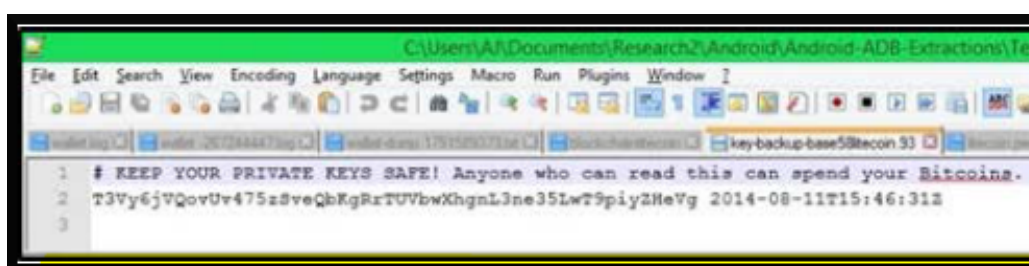 C:\Users\AJ\Documents\Research2\Android\Android-ADB-Extractions\Te
File Edit Search View Encoding Language Settings Macro Run Plugins Window ?
key-backup-base58litecoin.93
1 # KEEP YOUR PRIVATE KEYS SAFE! Anyone who can read this can spend your Bitcoins.
2 T3Vy6jVQovUv475zSveQbKgRrTUVbwXhgnL3ne35LwT9piyZHeVg 2014-08-11T15:46:31Z
3